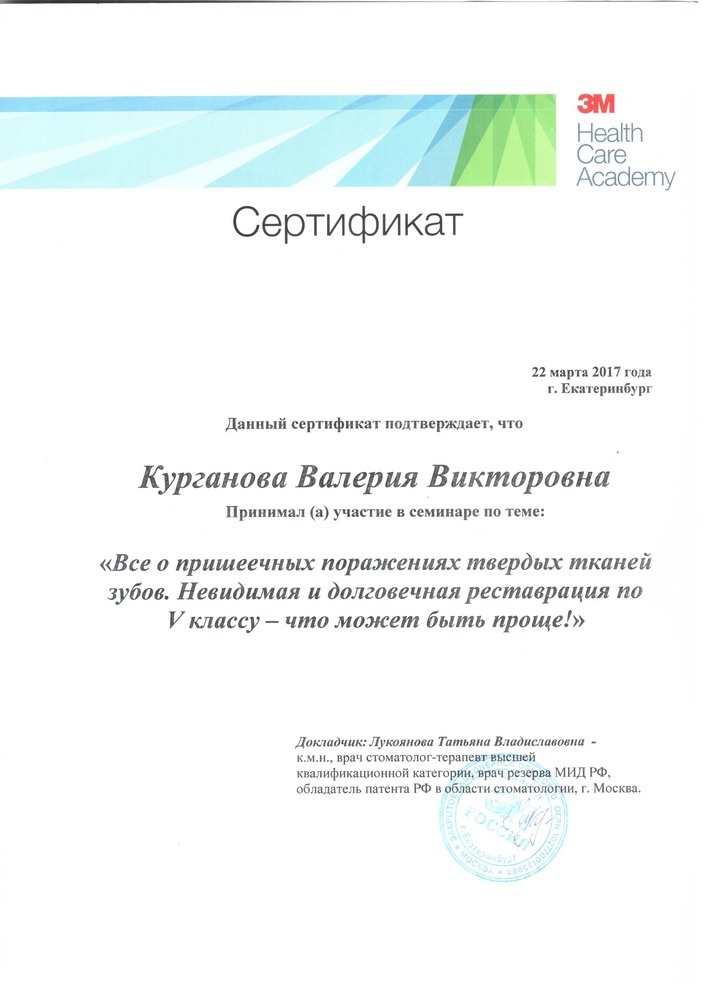 3M
Health
Care
Academy
Сертификат
22 марта 2017 года
г. Екатеринбург
Данный сертификат подтверждает, что
Курганова Валерия Викторовна
Принимал (а) участие в семинаре по теме:
«Все о пришеечных поражениях твердых тканей
зубов. Невидимая и долговечная реставрация по
V классу – что может быть проще!»
Докладчик: Лукоянова Татьяна Владиславовна -
к.м.н., врач стоматолог-терапевт высшей
квалификационной категории, врач резерва МИД РФ,
обладатель патента РФ в области стоматологии, г. Москва.
РОССИЯ
г. Екатеринбург
МОСКВА